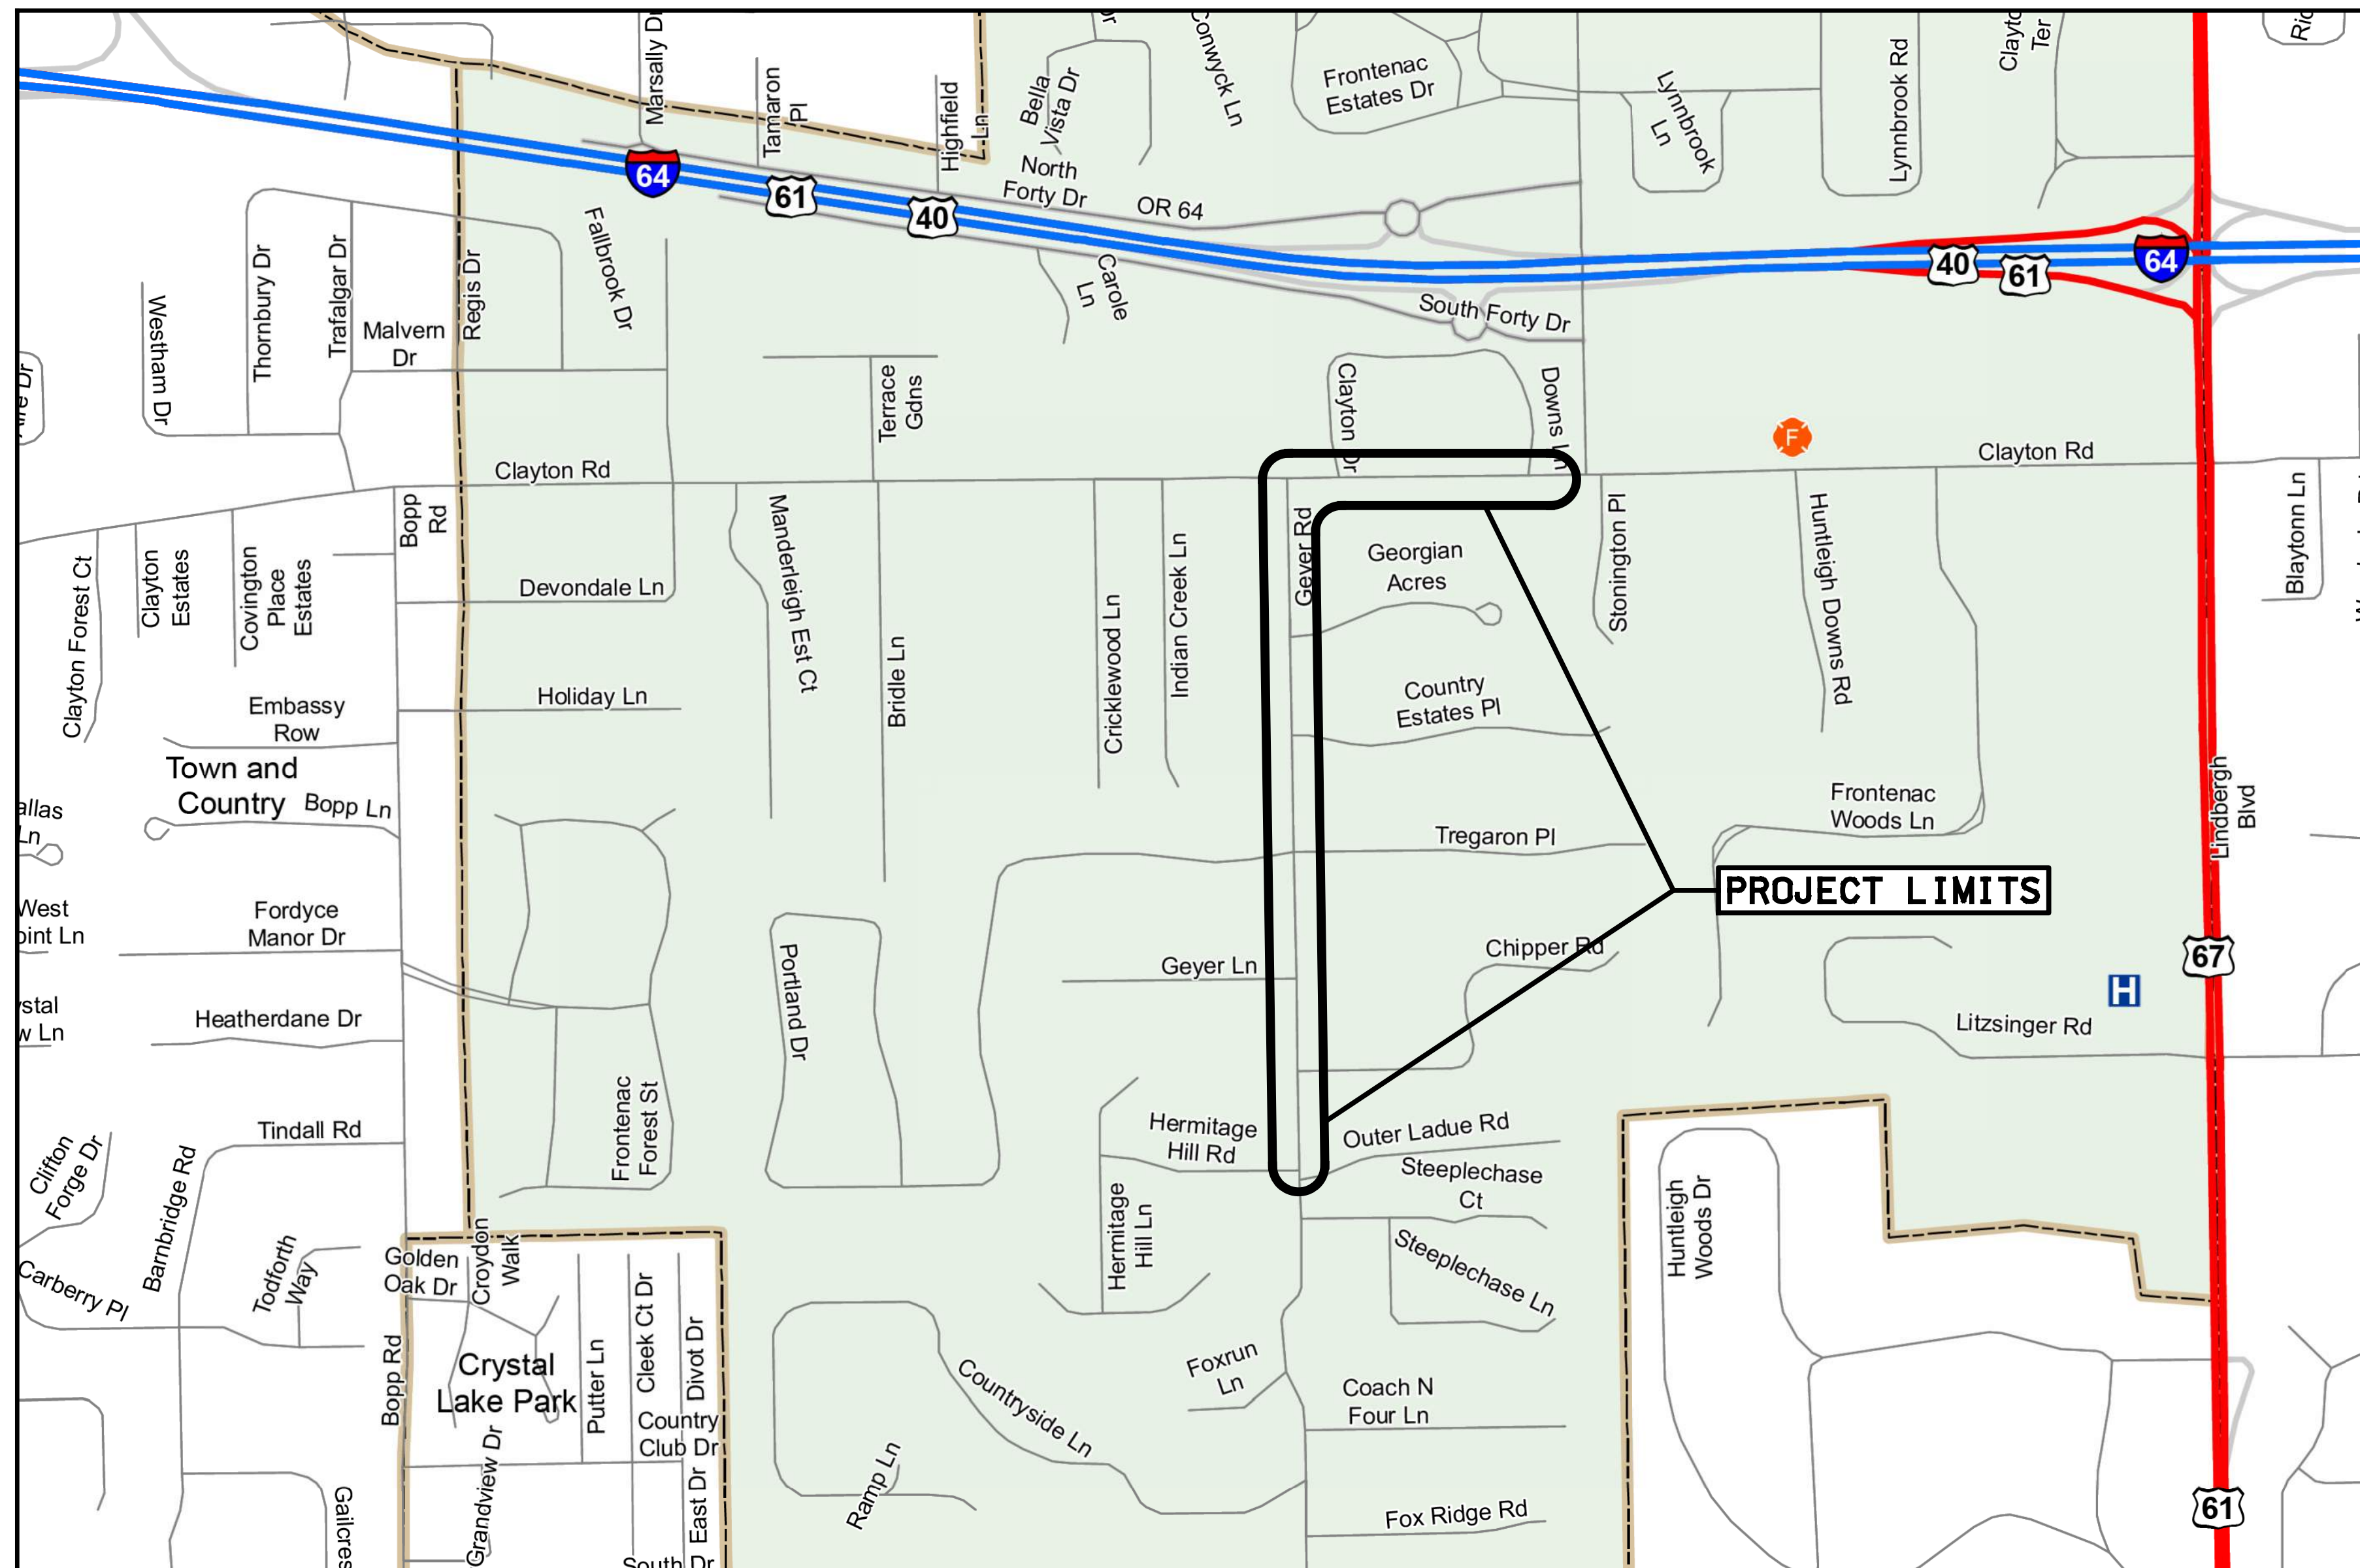 Marsally Dr
Tamaron
Pl
Highfield
Ln
Bella
Vista Dr
Conwyck Ln
Frontenac
Estates Dr
Lynnbrook
Ln
Lynnbrook Rd
Ter
64
61
40
North
Forty Dr
OR 64
40
61
64
South Forty Dr
Westham Dr
Thornbury Dr
Trafalgar Dr
Malvern
Dr
Regis Dr
Fallbrook Dr
Carole
Ln
Terrace
Gdns
Clayton Dr
Downs Ln
F
Clayton Rd
Clayton Rd
Bopp
Rd
Clayton Forest Ct
Clayton
Estates
Covington
Place
Estates
Devondale Ln
Manderleigh Est Ct
Bridle Ln
Cricklewood Ln
Indian Creek Ln
Geyer Rd
Georgian
Acres
Stonington Pl
Huntleigh Downs Rd
Blaytonn Ln
Embassy
Row
Holiday Ln
Country
Estates Pl
Town and
Country
Bopp Ln
Ln
Tregaron Pl
Frontenac
Woods Ln
Lindbergh
Blvd
PROJECT LIMITS
West
Fordyce
Manor Dr
Portland Dr
Geyer Ln
Chipper Rd
67
H
Heatherdane Dr
Litzsinger Rd
Tindall Rd
Clifton
Forge Dr
Barnbridge Rd
Frontenac
Forest St
Hermitage
Hill Rd
Outer Ladue Rd
Steeplechase
Ct
Hermitage
Hill Ln
Steeplechase Ln
Huntleigh
Woods Dr
Carberry Pl
Todforth
Way
Golden
Oak Dr
Croydon
Walk
Bopp Rd
Crystal
Lake Park
Putter Ln
Cleek Ct Dr
Divot Dr
Country
Club Dr
Grandview Dr
East Dr
South Dr
Countryside Ln
Ramp Ln
Foxrun
Ln
Coach N
Four Ln
Fox Ridge Rd
61